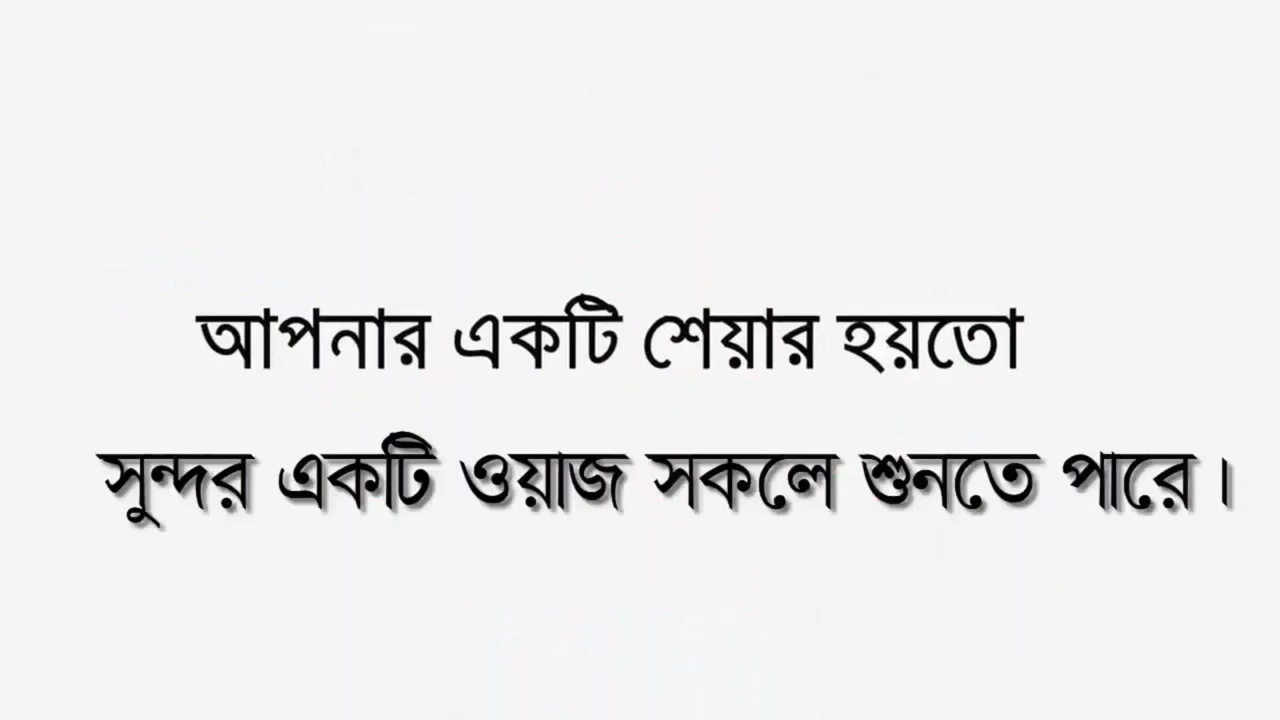 আপনার একটি শেয়ার হয়তো
সুন্দর একটি ওয়াজ সকলে শুনতে পারে।